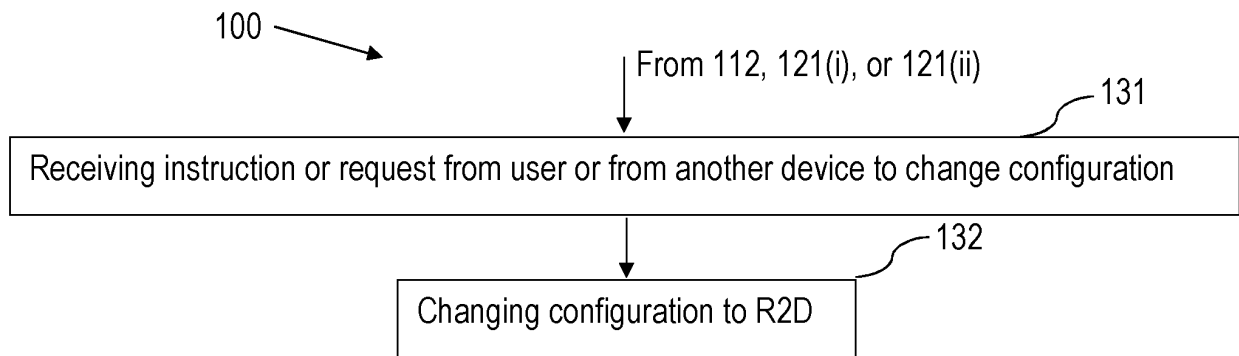 100
From 112, 121(i), or 121(ii)
131
Receiving instruction or request from user or from another device to change configuration
132
Changing configuration to R2D